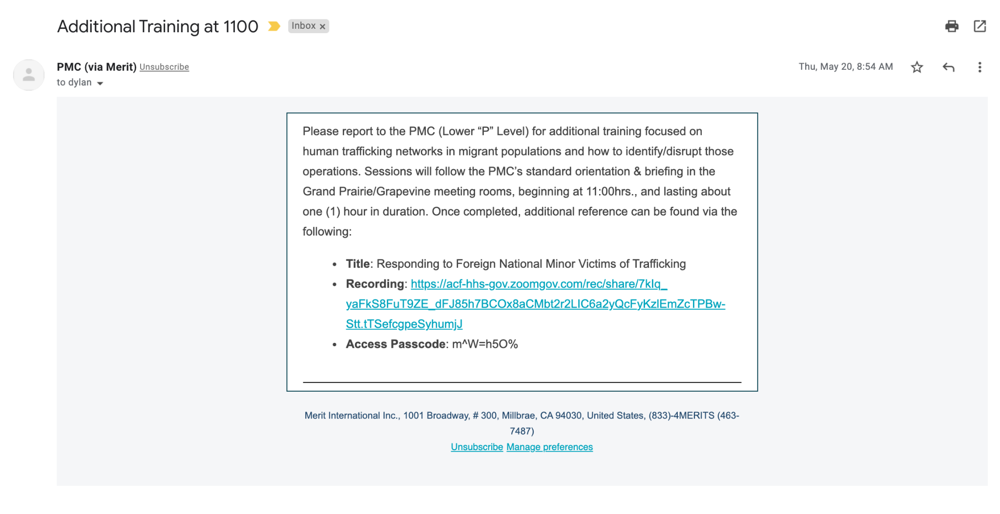 Additional Training at 1100 Inbox x
PMC (via Merit) Unsubscribe
Thu, May 20, 8:54 AM
to dylan
Please report to the PMC (Lower “P” Level) for additional training focused on
human trafficking networks in migrant populations and how to identify/disrupt those
operations. Sessions will follow the PMC’s standard orientation & briefing in the
Grand Prairie/Grapevine meeting rooms, beginning at 11:00hrs., and lasting about
one (1) hour in duration. Once completed, additional reference can be found via the
following:
• Title: Responding to Foreign National Minor Victims of Trafficking
• Recording: https://acf-hhs-gov.zoomgov.com/rec/share/7kIq_
yaFkS8FuT9ZE_dFJ85h7BCOx8aCMbt2r2LIC6a2yQcFyKzlEmZcTPBw-
Stt.tTSefcgpeSyhumjJ
• Access Passcode: m^W=h5O%
Merit International Inc., 1001 Broadway, # 300, Millbrae, CA 94030, United States, (833)-4MERITS (463-
7487)
Unsubscribe Manage preferences